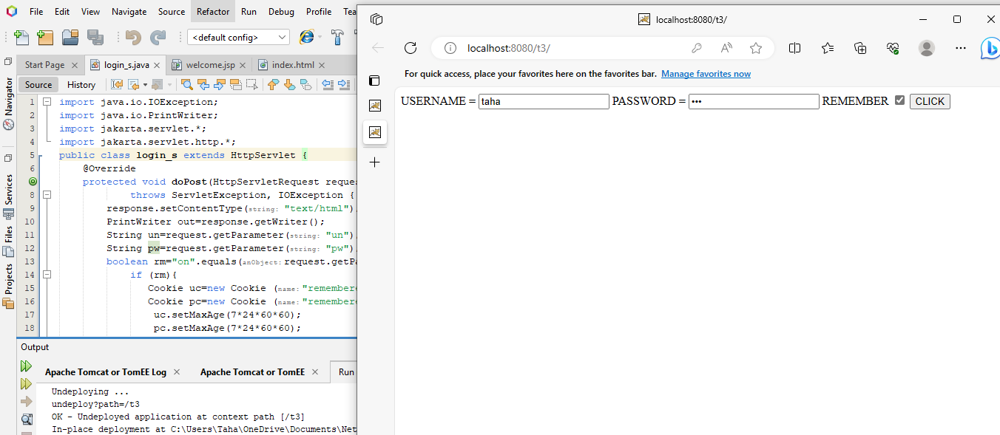 File Edit View Navigate Source Refactor Run Debug Profile Tea
<default config>
Start Page login_s.java welcome.jsp index.html
Source History
Navigator
Services
Files
Projects
1 import java.io.IOException;
2 import java.io.PrintWriter;
3 import jakarta.servlet.*;
4 import jakarta.servlet.http.*;
5 public class login_s extends HttpServlet {
6 @Override
protected void doPost(HttpServletRequest reque
8 throws ServletException, IOException {
9 response.setContentType(string: "text/html")
10 PrintWriter out=response.getWriter();
11 String un=request.getParameter(string: "un")
12 String pw=request.getParameter(string: "pw")
13 boolean rm="on".equals(anObject: request.getPa
14 if (rm){
15 Cookie uc=new Cookie (name: "remembere
16 Cookie pc=new Cookie (name: "remembere
17 uc.setMaxAge(7*24*60*60);
18 pc.setMaxAge(7*24*60*60);
Output
Apache Tomcat or TomEE Log Apache Tomcat or TomEE Run
Undeploying ...
undeploy?path=/t3
OK - Undeployed application at context path [/t3]
In-place deployment at C:\Users\Taha\OneDrive\Documents\Net
localhost:8080/t3/
localhost:8080/t3/
For quick access, place your favorites here on the favorites bar. Manage favorites now
USERNAME = taha PASSWORD = ••• REMEMBER CLICK